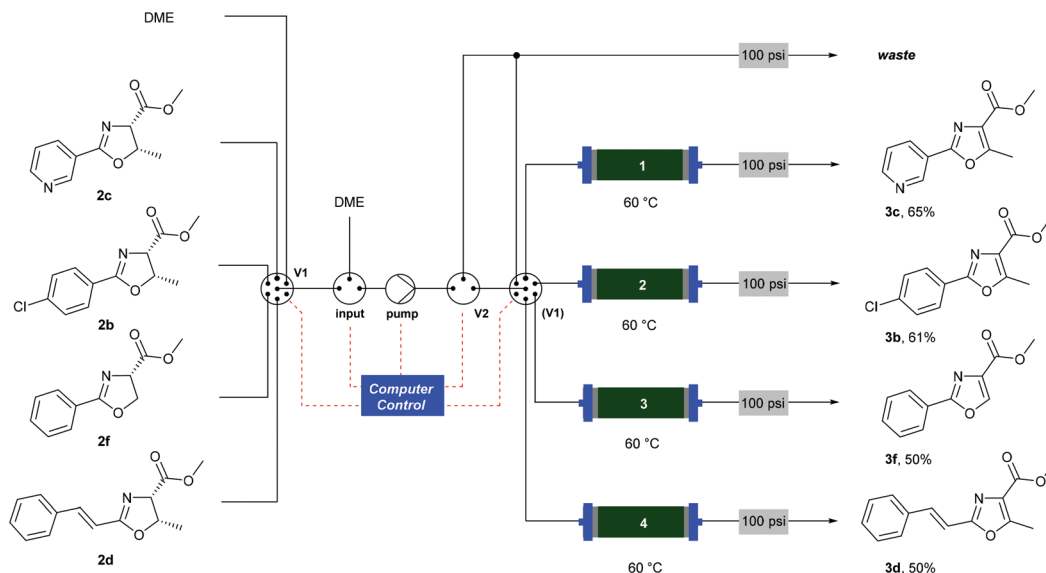 DME
100 psi
waste
O
O
N
O
N
2c
1
60 °C
100 psi
O
O
N
O
N
3c, 65%
DME
O
O
N
O
Cl
2b
V1
input
pump
V2
(V1)
2
60 °C
100 psi
O
O
N
O
Cl
3b, 61%
Computer
Control
O
O
N
O
2f
3
60 °C
100 psi
O
O
N
O
3f, 50%
O
O
N
O
2d
4
60 °C
100 psi
O
O
N
O
3d, 50%